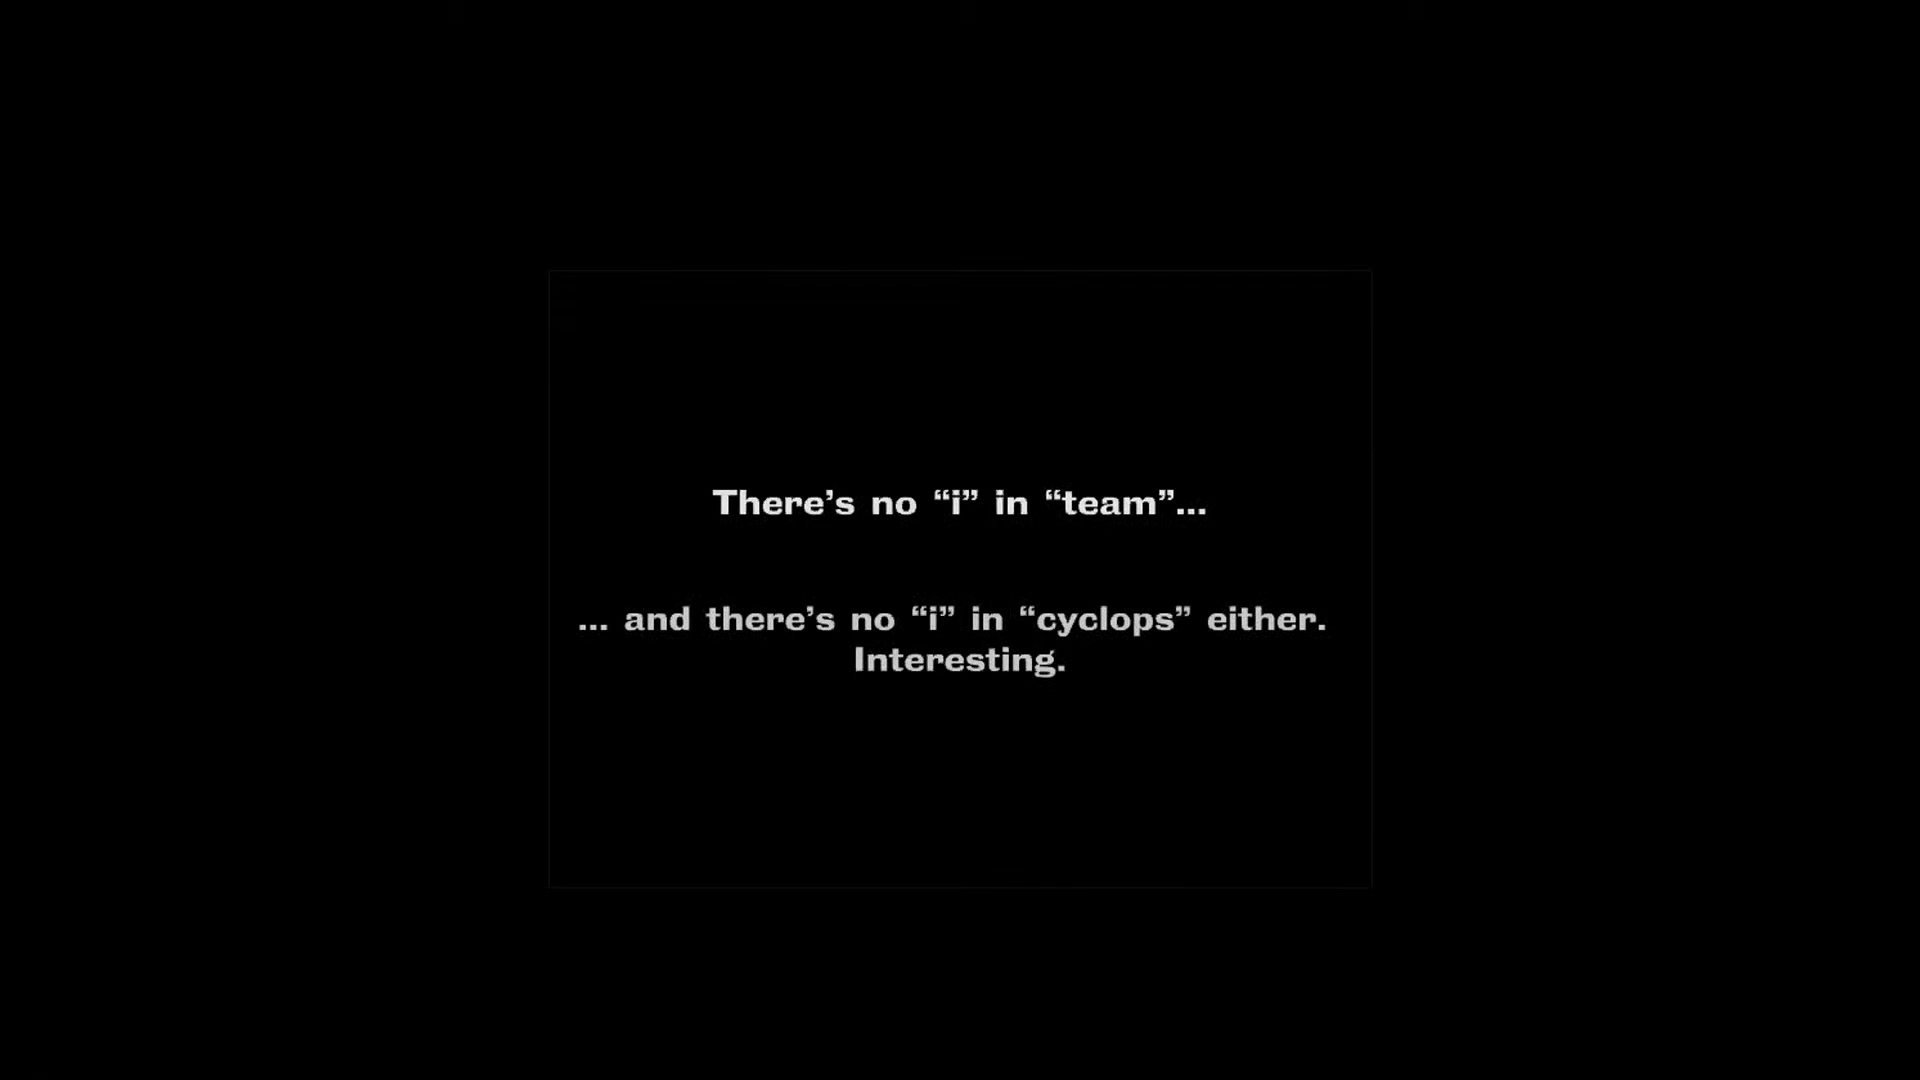 There’s no “i” in “team”...
... and there’s no “i” in “cyclops” either.
Interesting.